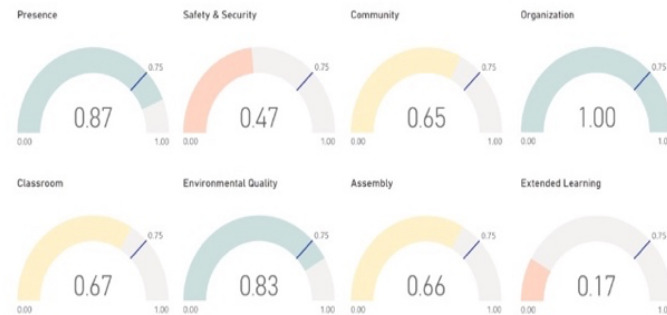 Presence Safety & Security Community Organization
0.75 0.75 0.75 0.75
0.87 0.47 0.65 1.00
0.00 1.00 0.00 1.00 0.00 1.00 0.00 1.0
Classroom Environmental Quality Assembly Extended Learning
0.75 0.75 0.75 0.75
0.67 0.83 0.66 0.17
0.00 1.00 0.00 1.00 0.00 1.00 0.00 1.0